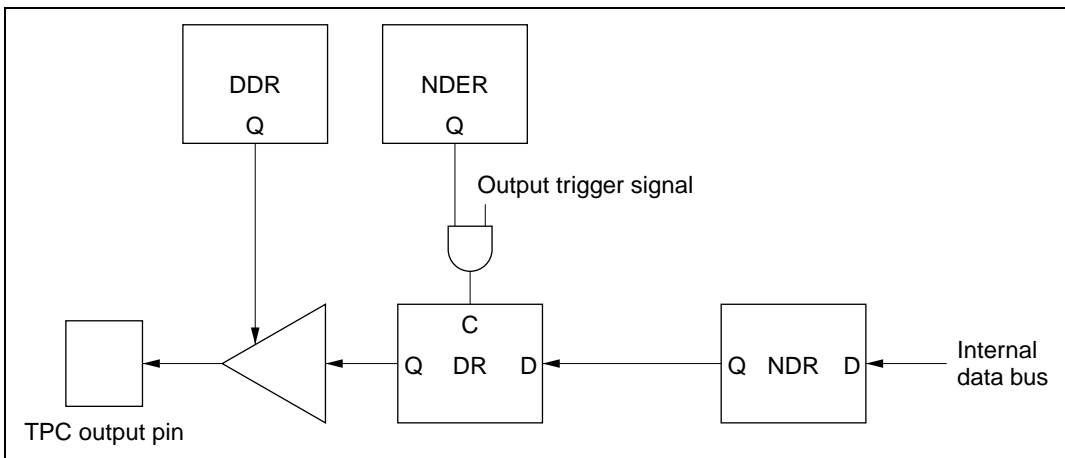 DDR
Q
NDER
Q
Output trigger signal
C
Q DR D
Q NDR D
Internal
data bus
TPC output pin